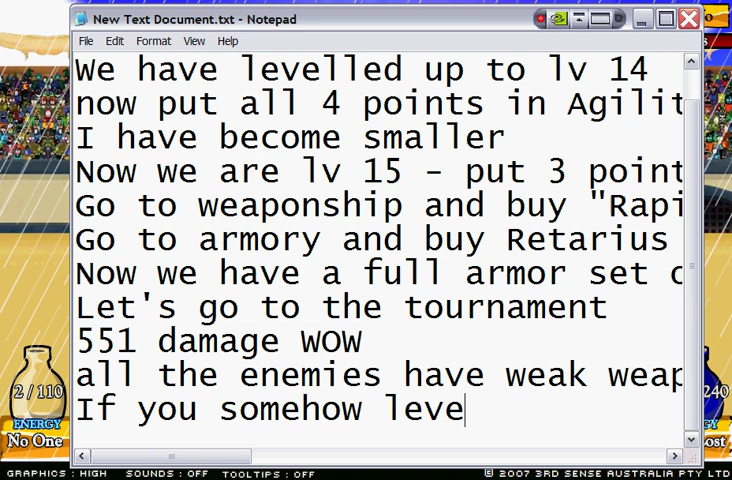 New Text Document.txt - Notepad
File Edit Format View Help
We have levelled up to lv 14
now put all 4 points in Agilit
I have become smaller
Now we are lv 15 - put 3 point
Go to weaponship and buy "Rapi
Go to armory and buy Retarius
Now we have a full armor set
Let's go to the tournament
551 damage WOW
all the enemies have weak weap
If you somehow leve
2 / 110
ENERGY
No One
240
GY
Lost
GRAPHICS : HIGH SOUNDS : OFF TOOLTIPS : OFF
© 2007 3RD SENSE AUSTRALIA PTY LTD